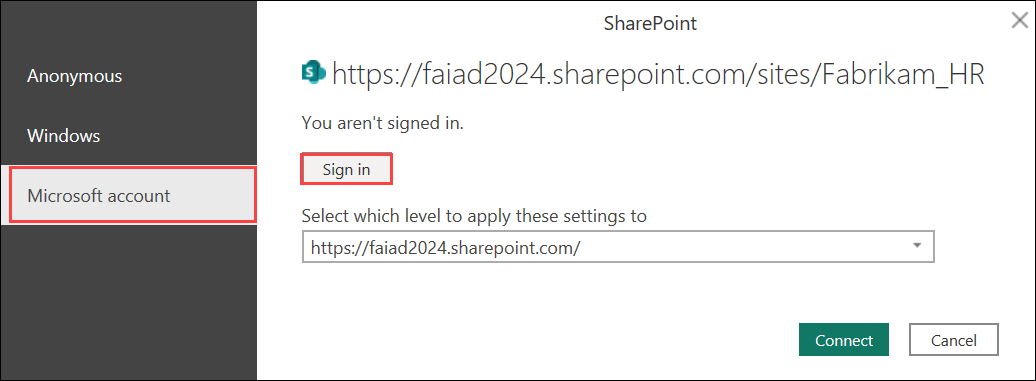 SharePoint
Anonymous
Windows
Microsoft account
S
https://faiad2024.sharepoint.com/sites/Fabrikam_HR
You aren't signed in.
Sign in
Select which level to apply these settings to
https://faiad2024.sharepoint.com/
Connect
Cancel